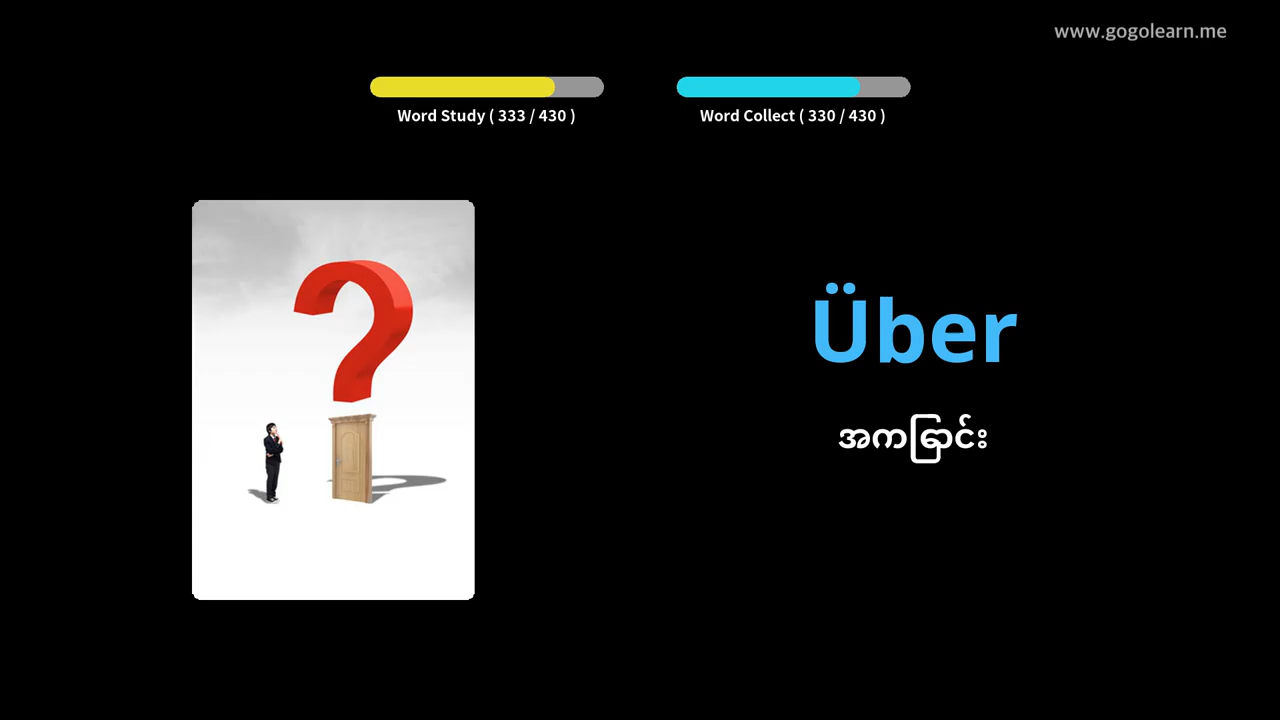 www.gogolearn.me
Word Study ( 333 / 430 )
Word Collect ( 330 / 430 )
Über
အကြောင်း